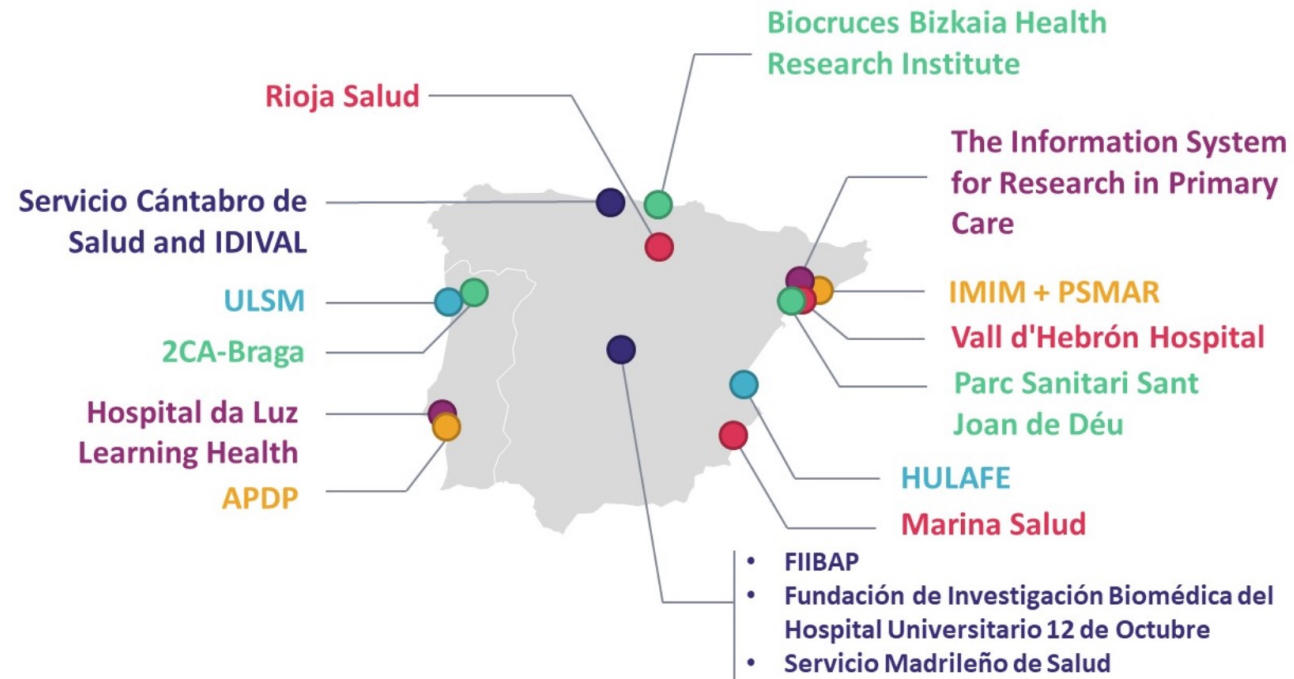 Biocruces Bizkaia Health
Research Institute
Rioja Salud
The Information System
for Research in Primary
Care
Servicio Cántabro de
Salud and IDIVAL
ULSM
IMIM + PSMAR
2CA-Braga
Vall d'Hebrón Hospital
Parc Sanitari Sant
Joan de Déu
Hospital da Luz
Learning Health
APDP
HULAFE
Marina Salud
• FIIBAP
• Fundación de Investigación Biomédica del
Hospital Universitario 12 de Octubre
• Servicio Madrileño de Salud